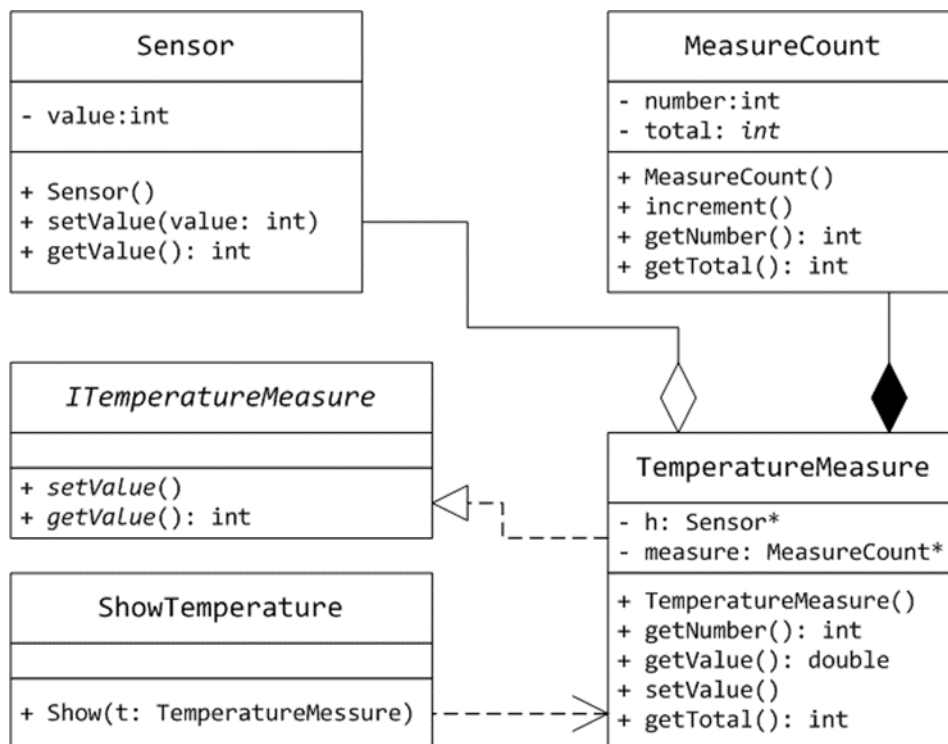 Sensor
- value:int
+ Sensor()
+ setValue(value: int)
+ getValue(): int
MeasureCount
- number:int
- total: int
+ MeasureCount()
+ increment()
+ getNumber(): int
+ getTotal(): int
ITemperatureMeasure
+ setValue()
+ getValue(): int
TemperatureMeasure
- h: Sensor*
- measure: MeasureCount*
+ TemperatureMeasure()
+ getNumber(): int
+ getValue(): double
+ setValue()
+ getTotal(): int
ShowTemperature
+ Show(t: TemperatureMessure)